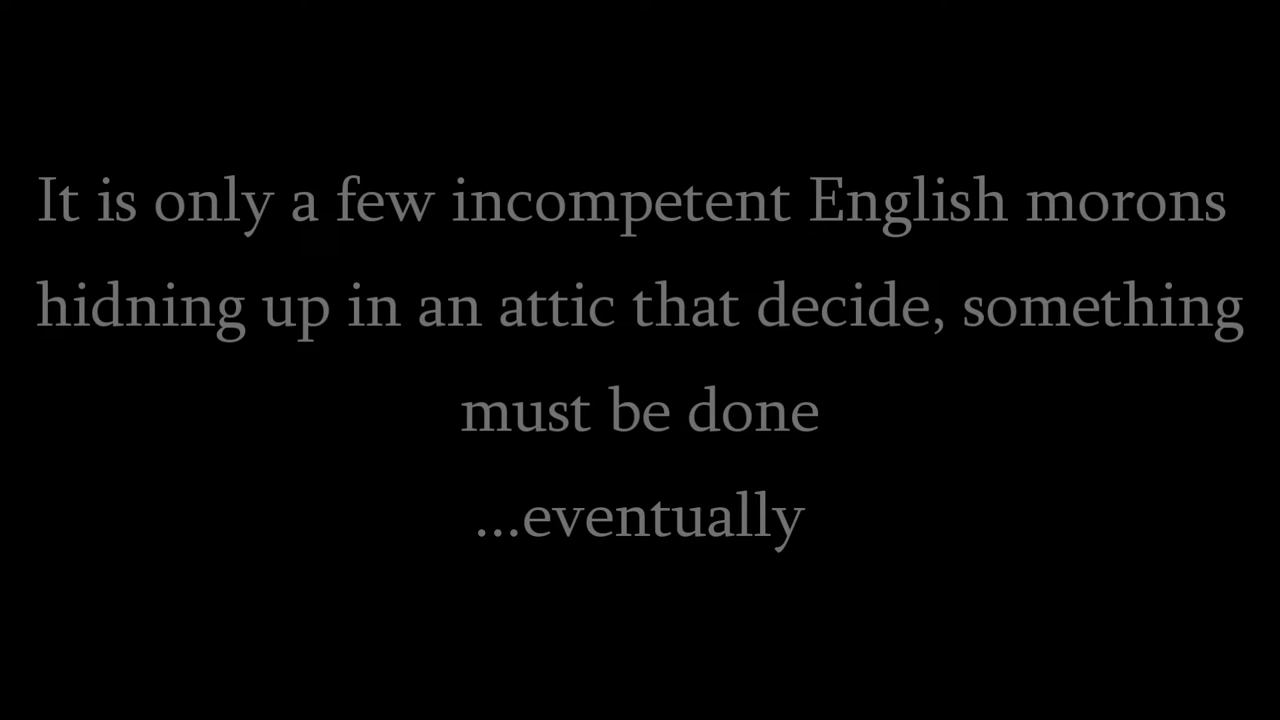 It is only a few incompetent English morons
hidning up in an attic that decide, something
must be done
...eventually